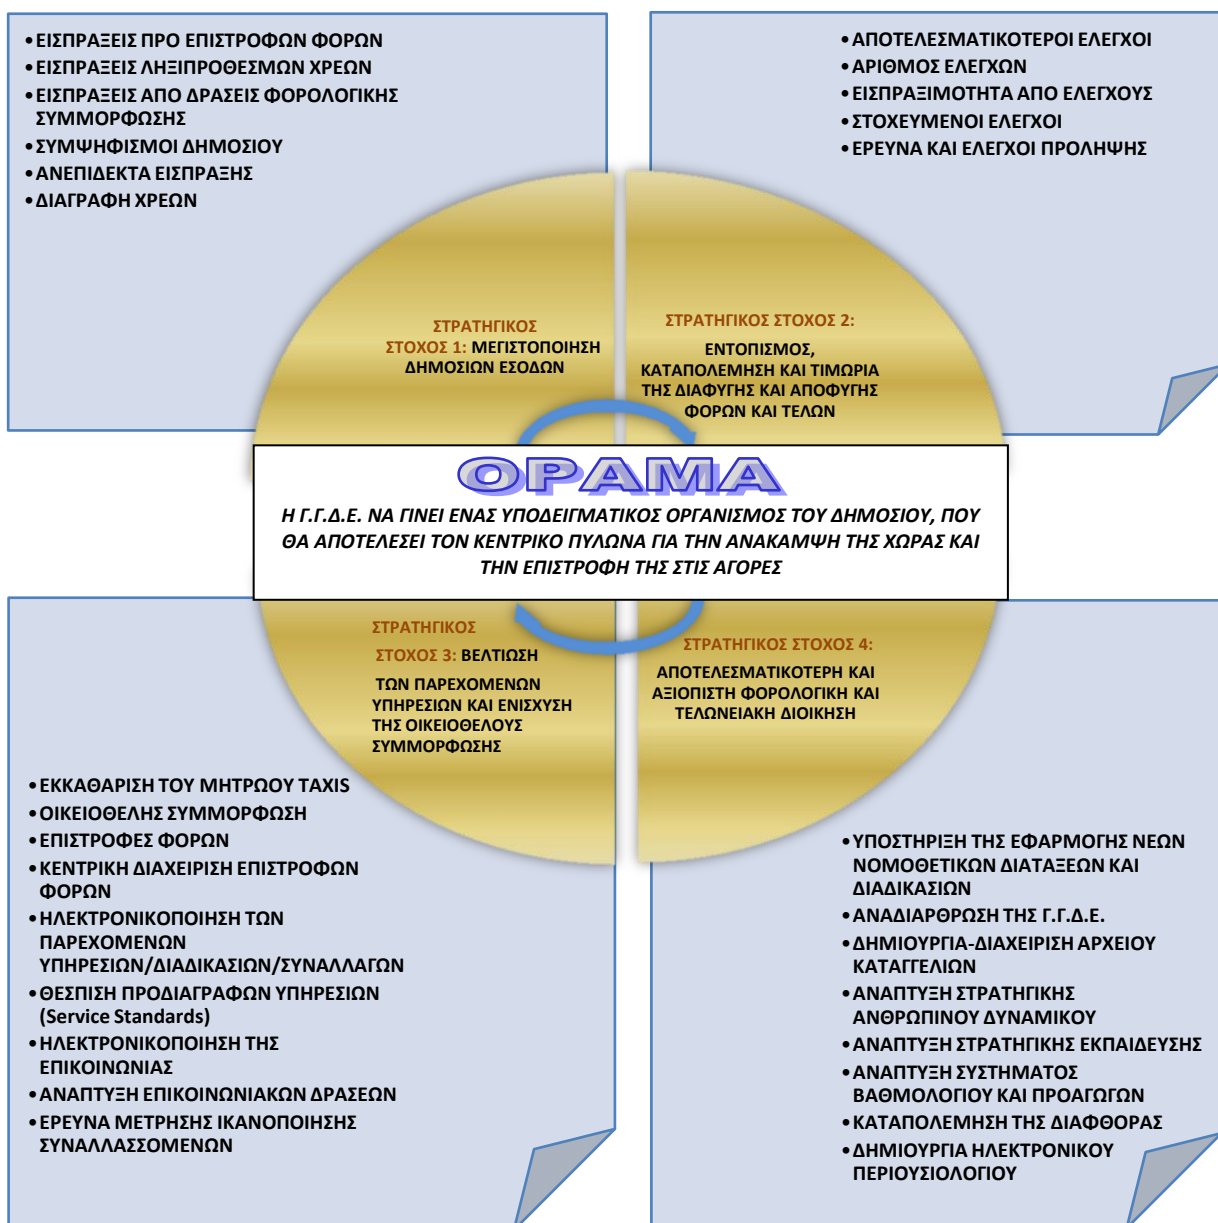 •ΕΙΣΠΡΑΞΕΙΣ ΠΡΟ ΕΠΙΣΤΡΟΦΩΝ ΦΟΡΩΝ
•ΕΙΣΠΡΑΞΕΙΣ ΛΗΞΙΠΡΟΘΕΣΜΩΝ ΧΡΕΩΝ
•ΕΙΣΠΡΑΞΕΙΣ ΑΠΟ ΔΡΑΣΕΙΣ ΦΟΡΟΛΟΓΙΚΗΣ
ΣΥΜΜΟΡΦΩΣΗΣ
•ΣΥΜΨΗΦΙΣΜΟΙ ΔΗΜΟΣΙΟΥ
•ΑΝΕΠΙΔΕΚΤΑ ΕΙΣΠΡΑΞΗΣ
•ΔΙΑΓΡΑΦΗ ΧΡΕΩΝ
•ΑΠΟΤΕΛΕΣΜΑΤΙΚΟΤΕΡΟΙ ΕΛΕΓΧΟΙ
•ΑΡΙΘΜΟΣ ΕΛΕΓΧΩΝ
•ΕΙΣΠΡΑΞΙΜΟΤΗΤΑ ΑΠΟ ΕΛΕΓΧΟΥΣ
•ΣΤΟΧΕΥΜΕΝΟΙ ΕΛΕΓΧΟΙ
•ΕΡΕΥΝΑ ΚΑΙ ΕΛΕΓΧΟΙ ΠΡΟΛΗΨΗΣ
ΣΤΡΑΤΗΓΙΚΟΣ
ΣΤΟΧΟΣ 1: ΜΕΓΙΣΤΟΠΟΙΗΣΗ
ΔΗΜΟΣΙΩΝ ΕΣΟΔΩΝ
ΣΤΡΑΤΗΓΙΚΟΣ ΣΤΟΧΟΣ 2:
ΕΝΤΟΠΙΣΜΟΣ,
ΚΑΤΑΠΟΛΕΜΗΣΗ ΚΑΙ ΤΙΜΩΡΙΑ
ΤΗΣ ΔΙΑΦΥΓΗΣ ΚΑΙ ΑΠΟΦΥΓΗΣ
ΦΟΡΩΝ ΚΑΙ ΤΕΛΩΝ
ΟΡΑΜΑ
Η Γ.Γ.Δ.Ε. ΝΑ ΓΙΝΕΙ ΕΝΑΣ ΥΠΟΔΕΙΓΜΑΤΙΚΟΣ ΟΡΓΑΝΙΣΜΟΣ ΤΟΥ ΔΗΜΟΣΙΟΥ, ΠΟΥ
ΘΑ ΑΠΟΤΕΛΕΣΕΙ ΤΟΝ ΚΕΝΤΡΙΚΟ ΠΥΛΩΝΑ ΓΙΑ ΤΗΝ ΑΝΑΚΑΜΨΗ ΤΗΣ ΧΩΡΑΣ ΚΑΙ
ΤΗΝ ΕΠΙΣΤΡΟΦΗ ΤΗΣ ΣΤΙΣ ΑΓΟΡΕΣ
ΣΤΡΑΤΗΓΙΚΟΣ
ΣΤΟΧΟΣ 3: ΒΕΛΤΙΩΣΗ
ΤΩΝ ΠΑΡΕΧΟΜΕΝΩΝ
ΥΠΗΡΕΣΙΩΝ ΚΑΙ ΕΝΙΣΧΥΣΗ
ΤΗΣ ΟΙΚΕΙΟΘΕΛΟΥΣ
ΣΥΜΜΟΡΦΩΣΗΣ
ΣΤΡΑΤΗΓΙΚΟΣ ΣΤΟΧΟΣ 4:
ΑΠΟΤΕΛΕΣΜΑΤΙΚΟΤΕΡΗ ΚΑΙ
ΑΞΙΟΠΙΣΤΗ ΦΟΡΟΛΟΓΙΚΗ ΚΑΙ
ΤΕΛΩΝΕΙΑΚΗ ΔΙΟΙΚΗΣΗ
•ΕΚΚΑΘΑΡΙΣΗ ΤΟΥ ΜΗΤΡΩΟΥ TAXIS
•ΟΙΚΕΙΟΘΕΛΗΣ ΣΥΜΜΟΡΦΩΣΗ
•ΕΠΙΣΤΡΟΦΕΣ ΦΟΡΩΝ
•ΚΕΝΤΡΙΚΗ ΔΙΑΧΕΙΡΙΣΗ ΕΠΙΣΤΡΟΦΩΝ
ΦΟΡΩΝ
•ΗΛΕΚΤΡΟΝΙΚΟΠΟΙΗΣΗ ΤΩΝ
ΠΑΡΕΧΟΜΕΝΩΝ
ΥΠΗΡΕΣΙΩΝ/ΔΙΑΔΙΚΑΣΙΩΝ/ΣΥΝΑΛΛΑΓΩΝ
•ΘΕΣΠΙΣΗ ΠΡΟΔΙΑΓΡΑΦΩΝ ΥΠΗΡΕΣΙΩΝ
(Service Standards)
•ΗΛΕΚΤΡΟΝΙΚΟΠΟΙΗΣΗ ΤΗΣ
ΕΠΙΚΟΙΝΩΝΙΑΣ
•ΑΝΑΠΤΥΞΗ ΕΠΙΚΟΙΝΩΝΙΑΚΩΝ ΔΡΑΣΕΩΝ
•ΕΡΕΥΝΑ ΜΕΤΡΗΣΗΣ ΙΚΑΝΟΠΟΙΗΣΗΣ
ΣΥΝΑΛΛΑΣΣΟΜΕΝΩΝ
•ΥΠΟΣΤΗΡΙΞΗ ΤΗΣ ΕΦΑΡΜΟΓΗΣ ΝΕΩΝ
ΝΟΜΟΘΕΤΙΚΩΝ ΔΙΑΤΑΞΕΩΝ ΚΑΙ
ΔΙΑΔΙΚΑΣΙΩΝ
•ΑΝΑΔΙΑΡΘΡΩΣΗ ΤΗΣ Γ.Γ.Δ.Ε.
•ΔΗΜΙΟΥΡΓΙΑ-ΔΙΑΧΕΙΡΙΣΗ ΑΡΧΕΙΟΥ
ΚΑΤΑΓΓΕΛΙΩΝ
•ΑΝΑΠΤΥΞΗ ΣΤΡΑΤΗΓΙΚΗΣ
ΑΝΘΡΩΠΙΝΟΥ ΔΥΝΑΜΙΚΟΥ
•ΑΝΑΠΤΥΞΗ ΣΤΡΑΤΗΓΙΚΗΣ ΕΚΠΑΙΔΕΥΣΗΣ
•ΑΝΑΠΤΥΞΗ ΣΥΣΤΗΜΑΤΟΣ
ΒΑΘΜΟΛΟΓΙΟΥ ΚΑΙ ΠΡΟΑΓΩΓΩΝ
•ΚΑΤΑΠΟΛΕΜΗΣΗ ΤΗΣ ΔΙΑΦΘΟΡΑΣ
•ΔΗΜΙΟΥΡΓΙΑ ΗΛΕΚΤΡΟΝΙΚΟΥ
ΠΕΡΙΟΥΣΙΟΛΟΓΙΟΥ